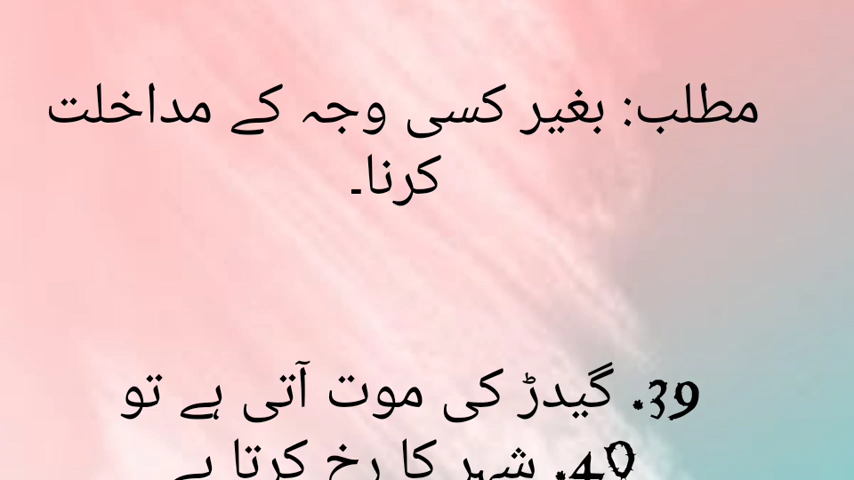 مطلب: بغیر کسی وجہ کے مداخلت
کرنا۔
39. گیدڑ کی موت آتی ہے تو
40. شہر کا رخ کرتا ہے